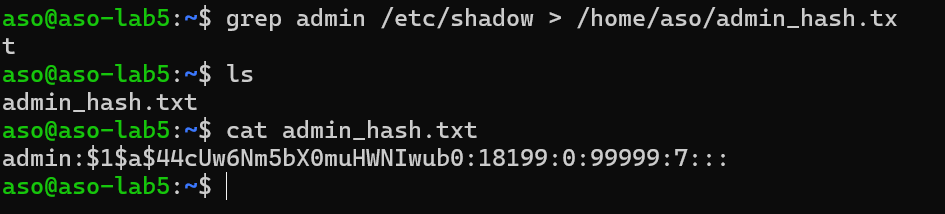 aso@aso-lab5:~$ grep admin /etc/shadow > /home/aso/admin_hash.tx
t
aso@aso-lab5:~$ ls
admin_hash.txt
aso@aso-lab5:~$ cat admin_hash.txt
admin:$1$a$44cUw6Nm5bX0muHWNIwub0:18199:0:99999:7:::
aso@aso-lab5:~$